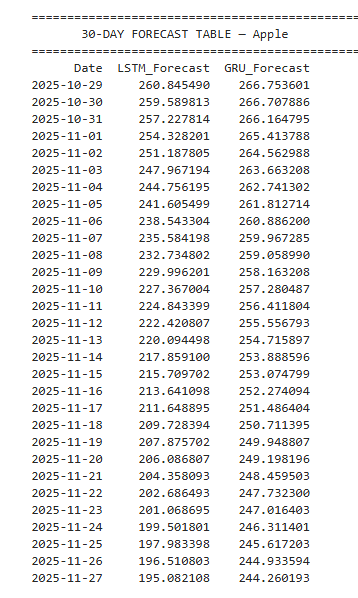 ============================================
30-DAY FORECAST TABLE — Apple
============================================
Date LSTM_Forecast GRU_Forecast
2025-10-29 260.845490 266.753601
2025-10-30 259.589813 266.707886
2025-10-31 257.227814 266.164795
2025-11-01 254.328201 265.413788
2025-11-02 251.187805 264.562988
2025-11-03 247.967194 263.663208
2025-11-04 244.756195 262.741302
2025-11-05 241.605499 261.812714
2025-11-06 238.543304 260.886200
2025-11-07 235.584198 259.967285
2025-11-08 232.734802 259.058990
2025-11-09 229.996201 258.163208
2025-11-10 227.367004 257.280487
2025-11-11 224.843399 256.411804
2025-11-12 222.420807 255.556793
2025-11-13 220.094498 254.715897
2025-11-14 217.859100 253.888596
2025-11-15 215.709702 253.074799
2025-11-16 213.641098 252.274094
2025-11-17 211.648895 251.486404
2025-11-18 209.728394 250.711395
2025-11-19 207.875702 249.948807
2025-11-20 206.086807 249.198196
2025-11-21 204.358093 248.459503
2025-11-22 202.686493 247.732300
2025-11-23 201.068695 247.016403
2025-11-24 199.501801 246.311401
2025-11-25 197.983398 245.617203
2025-11-26 196.510803 244.933594
2025-11-27 195.082108 244.260193